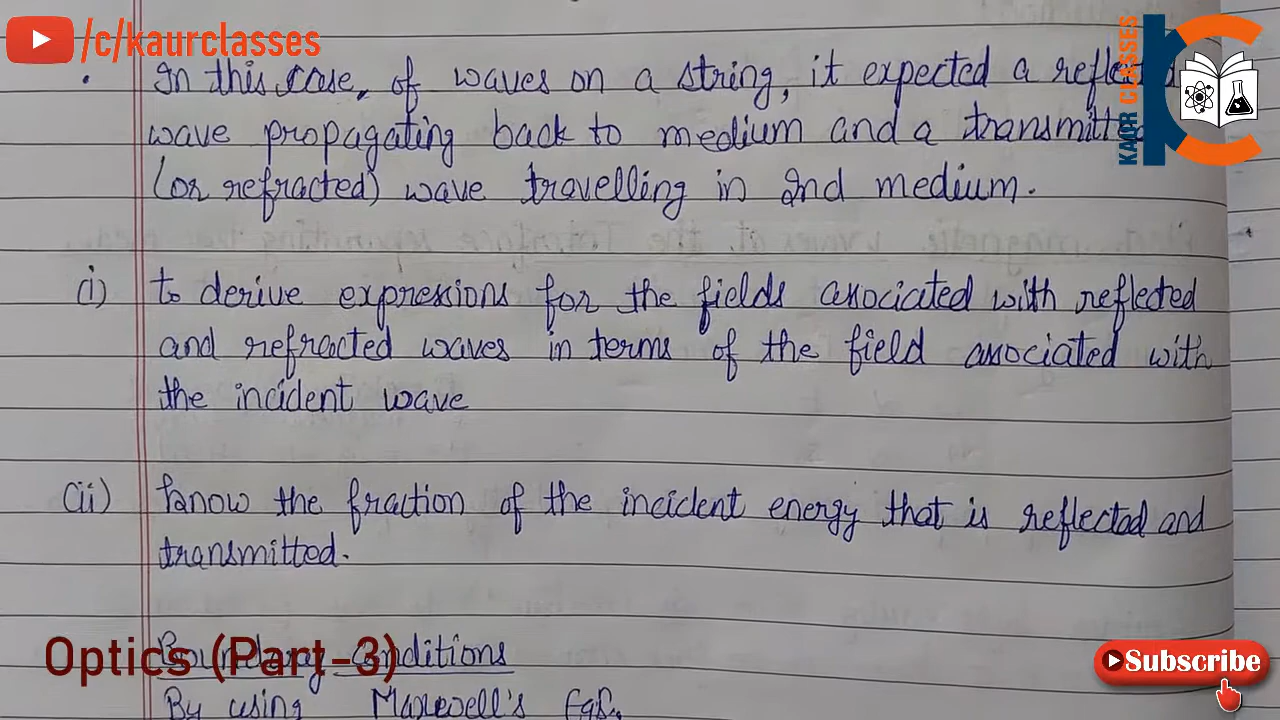 /c/kaurclasses
KAUR CLASSES
. In this case, of waves on a string, it expected a reflected
wave propagating back to medium and a transmitted
(or refracted) wave travelling in 2nd medium.
(i) to derive expressions for the fields associated with reflected
and refracted waves in terms of the field associated with
the incident wave
(ii) know the fraction of the incident energy that is reflected and
transmitted.
Boundary Conditions
Optics (Part-3)
By using Maxwell's Eqs.
Subscribe